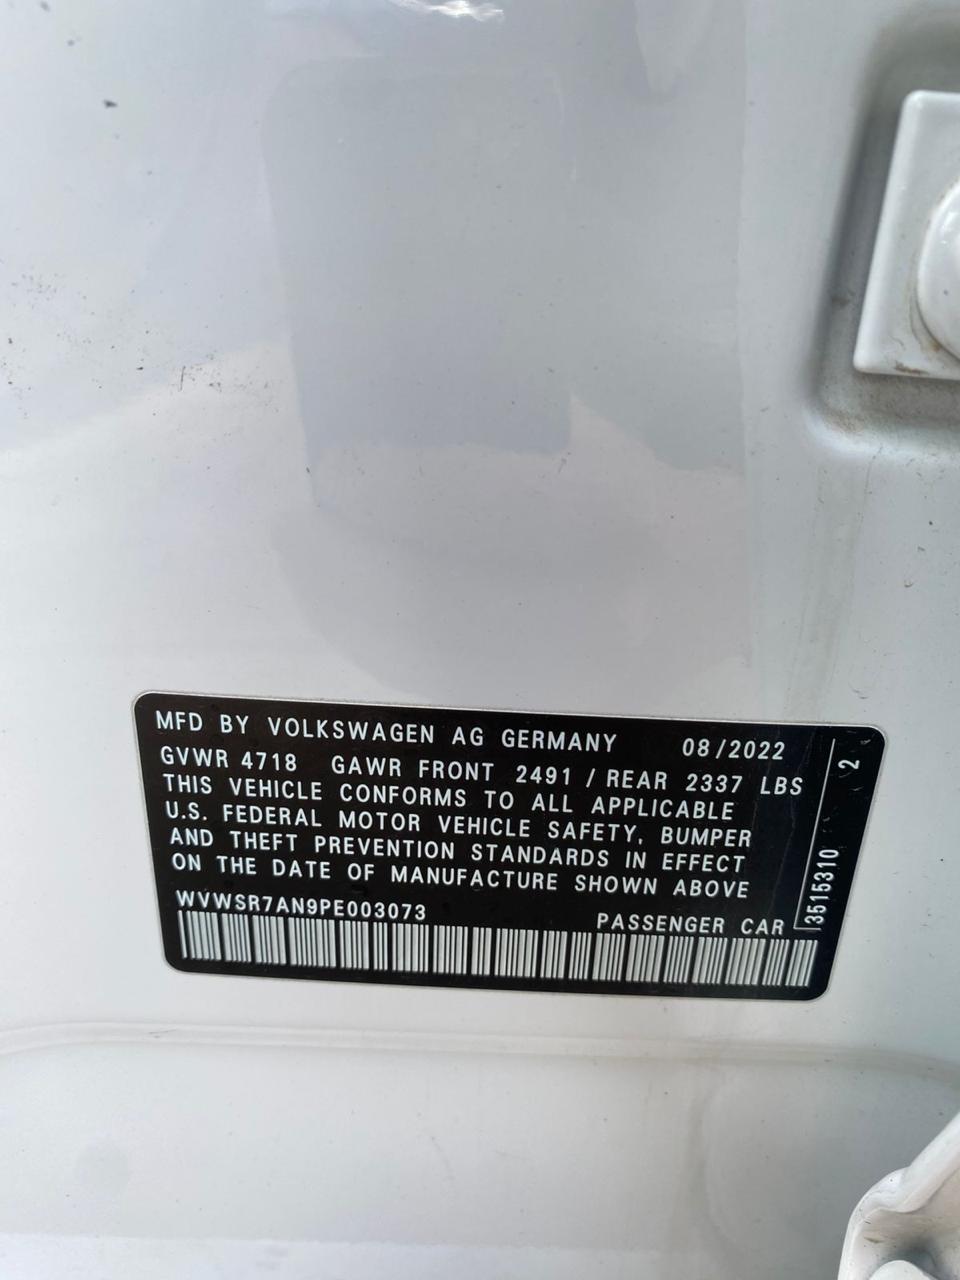 MFD BY VOLKSWAGEN AG GERMANY 08/2022
GVWR 4718 GAWR FRONT 2491 / REAR 2337 LBS
THIS VEHICLE CONFORMS TO ALL APPLICABLE
U.S. FEDERAL MOTOR VEHICLE SAFETY, BUMPER
AND THEFT PREVENTION STANDARDS IN EFFECT
ON THE DATE OF MANUFACTURE SHOWN ABOVE
WVWSR7AN9PE003073 PASSENGER CAR
3515310 2